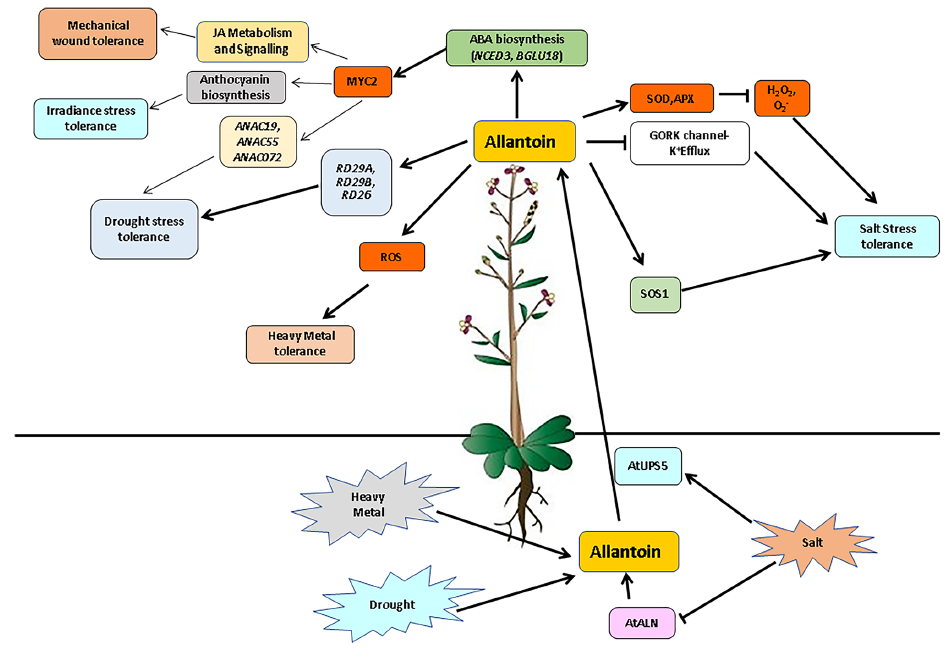 Mechanical
wound tolerance
JA Metabolism
and Signalling
ABA biosynthesis
(NCED3, BGLU18)
Anthocyanin
biosynthesis
MYC2
Irradiance stress
tolerance
SOD,APX
H₂O₂,
O₂⁻
ANAC19,
ANAC55
ANAC072
Allantoin
GORK channel-
K⁺Efflux
RD29A,
RD29B,
RD26
Drought stress
tolerance
Salt Stress
tolerance
ROS
SOS1
Heavy Metal
tolerance
AtUPS5
Heavy
Metal
Salt
Allantoin
Drought
AtALN